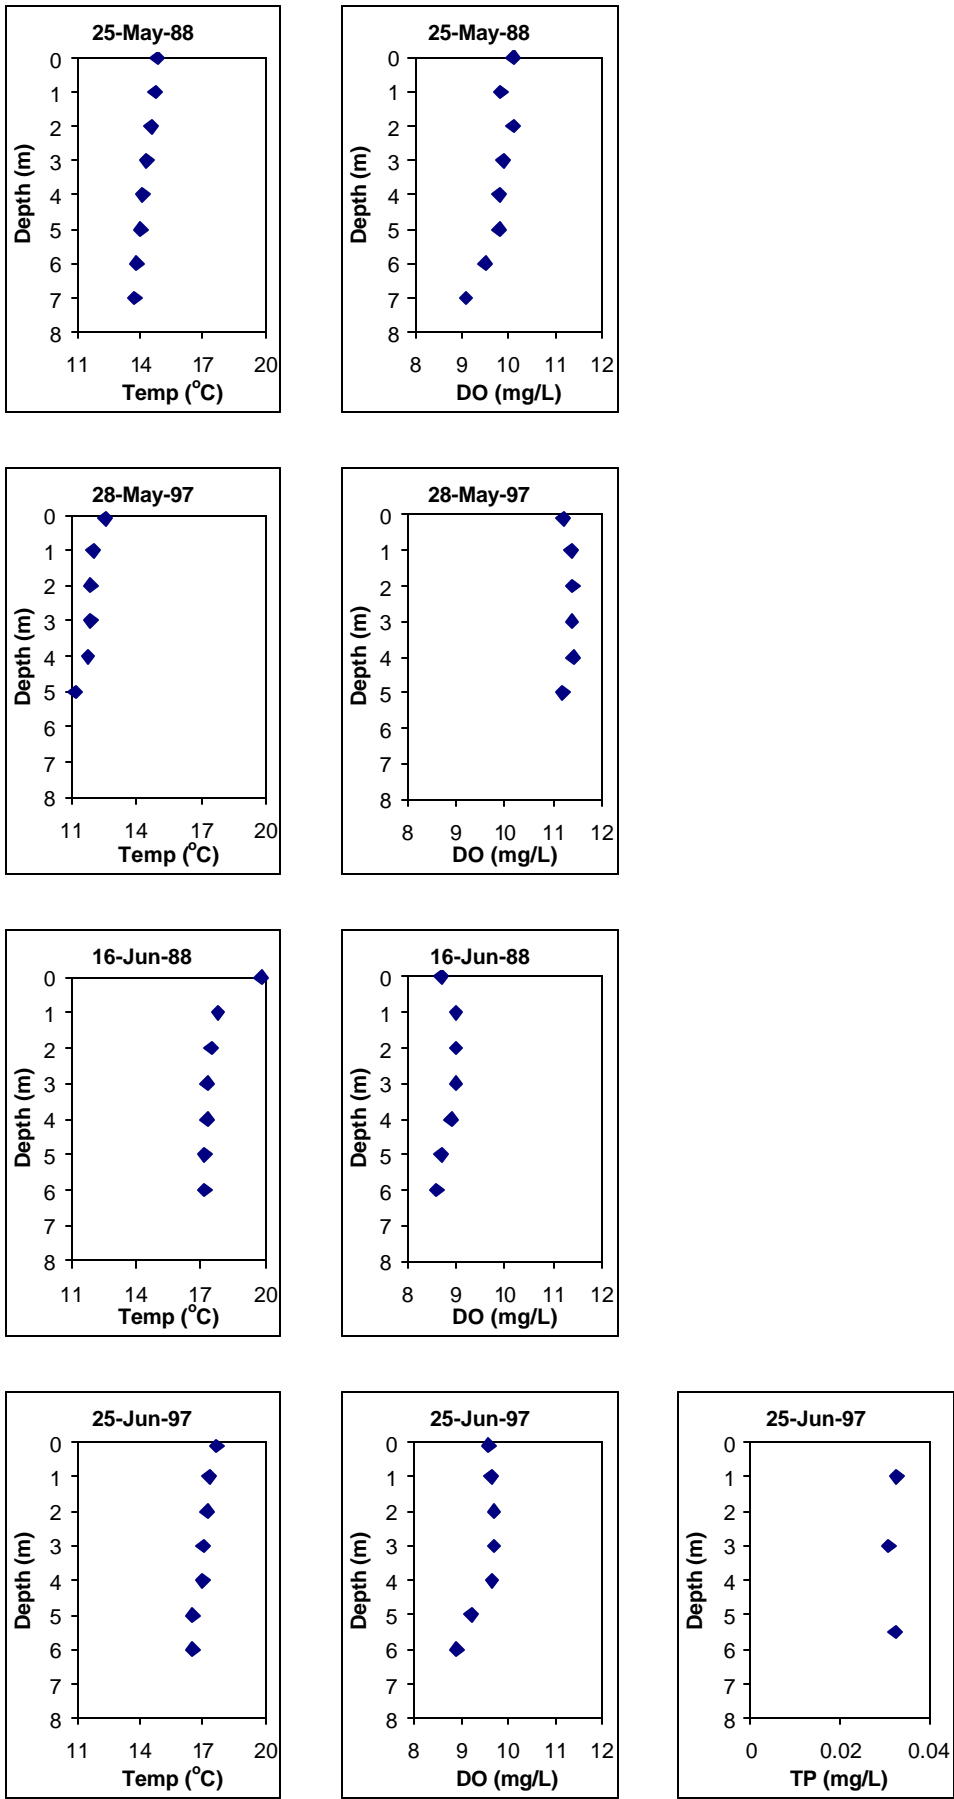 25-May-88
0
1
2
3
4
5
6
7
8
Depth (m)
11 14 17 20
Temp (°C)
25-May-88
0
1
2
3
4
5
6
7
8
Depth (m)
8 9 10 11 12
DO (mg/L)
28-May-97
0
1
2
3
4
5
6
7
8
Depth (m)
11 14 17 20
Temp (°C)
28-May-97
0
1
2
3
4
5
6
7
8
Depth (m)
8 9 10 11 12
DO (mg/L)
16-Jun-88
0
1
2
3
4
5
6
7
8
Depth (m)
11 14 17 20
Temp (°C)
16-Jun-88
0
1
2
3
4
5
6
7
8
Depth (m)
8 9 10 11 12
DO (mg/L)
25-Jun-97
0
1
2
3
4
5
6
7
8
Depth (m)
11 14 17 20
Temp (°C)
25-Jun-97
0
1
2
3
4
5
6
7
8
Depth (m)
8 9 10 11 12
DO (mg/L)
25-Jun-97
0
1
2
3
4
5
6
7
8
Depth (m)
0 0.02 0.04
TP (mg/L)